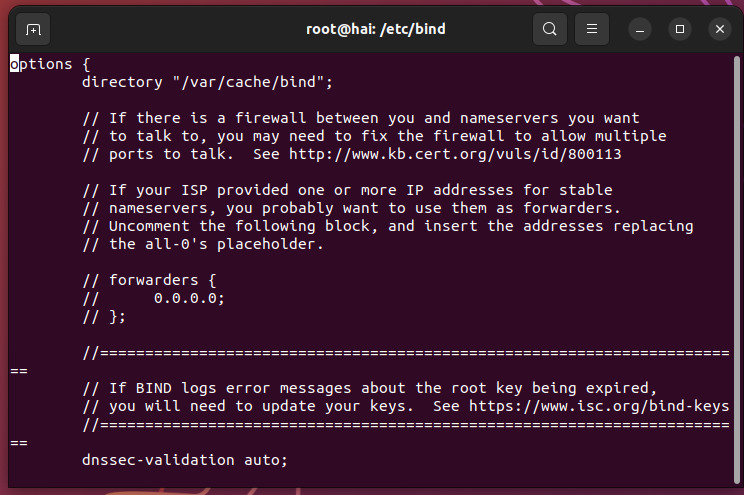 root@hai: /etc/bind
options {
        directory "/var/cache/bind";

        // If there is a firewall between you and nameservers you want
        // to talk to, you may need to fix the firewall to allow multiple
        // ports to talk.  See http://www.kb.cert.org/vuls/id/800113

        // If your ISP provided one or more IP addresses for stable
        // nameservers, you probably want to use them as forwarders.
        // Uncomment the following block, and insert the addresses replacing
        // the all-0's placeholder.

        // forwarders {
        //      0.0.0.0;
        // };

        //======================================================================
==
        // If BIND logs error messages about the root key being expired,
        // you will need to update your keys.  See https://www.isc.org/bind-keys
        //======================================================================
==
        dnssec-validation auto;